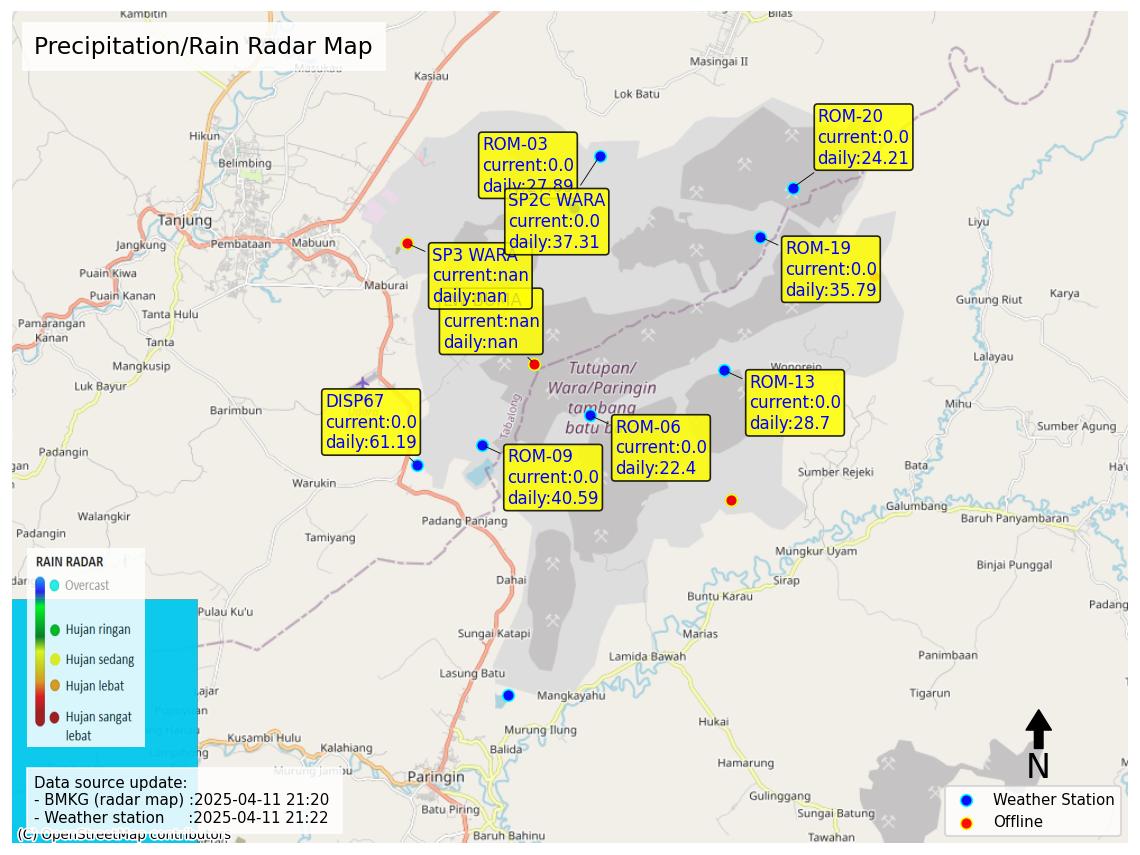 Kambitin
Bilas
Precipitation/Rain Radar Map
Masingai II
Kasiau
Lok Batu
Hikun
Belimbing
ROM-20
current:0.0
daily:24.21
ROM-03
current:0.0
daily:27.89
SP2C WARA
current:0.0
daily:37.31
Tanjung
Jangkung
Pembataan
Mabuun
Liyu
ROM-19
current:0.0
daily:35.79
SP3 WARA
current:nan
daily:nan
Puain Kiwa
Maburai
Puain Kanan
Tanta Hulu
Gunung Riut
Karya
current:nan
daily:nan
Pamarangan
Kanan
Tanta
Mangkusip
Lalayau
Luk Bayur
Tutupan/
Wara/Paringin
tambang
batu b
Wonorejo
ROM-13
current:0.0
daily:28.7
Barimbun
DISP67
current:0.0
daily:61.19
Tabalong
ROM-06
current:0.0
daily:22.4
Mihu
Sumber Agung
Padangin
ROM-09
current:0.0
daily:40.59
Bata
Sumber Rejeki
Warukin
Galumbang
Baruh Panyambaran
Walangkir
Padangin
Padang Panjang
Tamiyang
Mungkur Uyam
Binjai Punggal
RAIN RADAR
Overcast
Hujan ringan
Hujan sedang
Hujan lebat
Hujan sangat
lebat
Dahai
Sirap
Buntu Karau
Pulau Ku'u
Sungai Katapi
Marias
Lamida Bawah
Panimbaan
Lasung Batu
Mangkayahu
Tigarun
Murung Ilung
Hukai
Kusambi Hulu
Kalahiang
Balida
Hamarung
N
Murung Jambu
Paringin
Data source update:
- BMKG (radar map) :2025-04-11 21:20
- Weather station :2025-04-11 21:22
Batu Piring
Gulinggang
Sungai Batung
Weather Station
Offline
(C) OpenStreetMap contributors
Baruh Bahinu
Tawahan